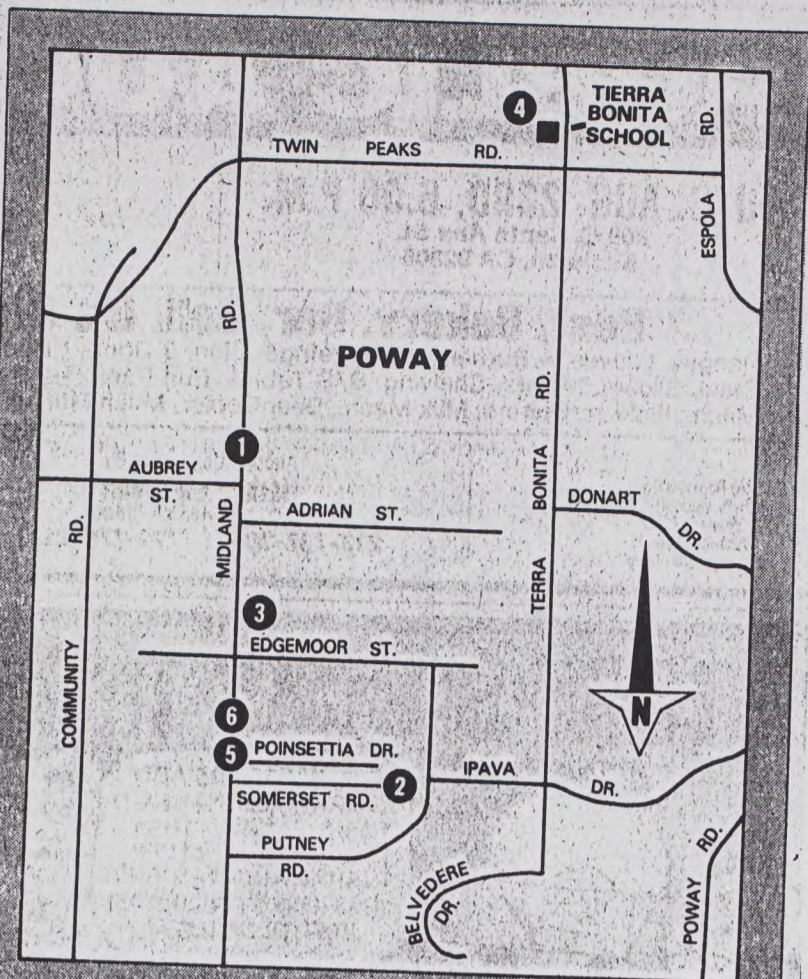 4
TIERRA
BONITA
SCHOOL
TWIN PEAKS RD.
ESPOLA RD.
RD.
POWAY
1
AUBREY
ST.
ADRIAN ST.
MIDLAND
TERRA BONITA RD.
DONART
DR.
3
EDGEMOOR ST.
COMMUNITY RD.
N
6
5
POINSETTIA DR.
2
SOMERSET RD.
IPAVA
DR.
PUTNEY
RD.
BELVEDERE
DR.
POWAY RD.